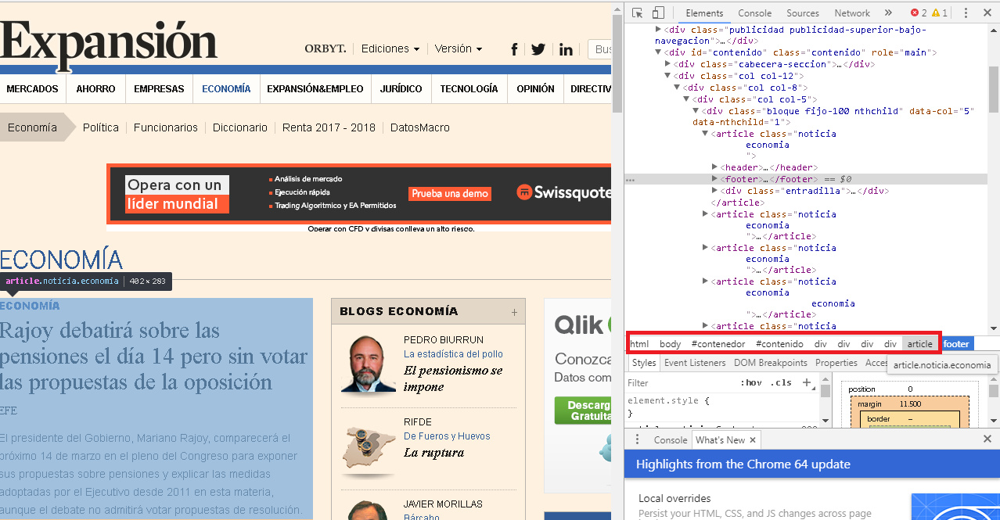 Expansión
ORBYT.
Ediciones
Versión
Bus
MERCADOS
AHORRO
EMPRESAS
ECONOMÍA
EXPANSIÓN&EMPLEO
JURÍDICO
TECNOLOGÍA
OPINIÓN
DIRECTIV
Economía
Política
Funcionarios
Diccionario
Renta 2017 - 2018
DatosMacro
Opera con un
líder mundial
Análisis de mercado
Ejecución rápida
Trading Algoritmico y EA Permitidos
Prueba una demo
Swissquote
Operar con CFD y divisas conlleva un alto riesgo.
ECONOMÍA
article.noticia.economia | 402 × 283
ECONOMÍA
Rajoy debatirá sobre las
pensiones el día 14 pero sin votar
las propuestas de la oposición
EFE
El presidente del Gobierno, Mariano Rajoy, comparecerá el
próximo 14 de marzo en el pleno del Congreso para exponer
sus propuestas sobre pensiones y explicar las medidas
adoptadas por el Ejecutivo desde 2011 en esta materia,
aunque el debate no admitirá votar propuestas de resolución.
BLOGS ECONOMÍA +
PEDRO BIURRUN
La estadística del pollo
El pensionismo se
impone
RIFDE
De Fueros y Huevos
La ruptura
JAVIER MORILLAS
Bárcabo
Qlik
Conozca
Datos com
Descarg
Gratuita
Elements
Console
Sources
Network
»
2
1
<div class="publicidad publicidad-superior-bajo-
navegacion">…</div>
<div id="contenido" class="contenido" role="main">
<div class="cabecera-seccion">…</div>
<div class="col col-12">
<div class="col col-8">
<div class="col col-5">
<div class="bloque fijo-100 nthchild" data-col="5"
data-nthchild="1">
<article class="noticia
economia
">
<header>…</header>
… <footer>…</footer> == $0
<div class="entradilla">…</div>
</article>
<article class="noticia
economia
">…</article>
<article class="noticia
economia
">…</article>
<article class="noticia
economia
economia
">…</article>
<article class="noticia
html body #contenedor #contenido div div div div article footer
Styles Event Listeners DOM Breakpoints Properties Acces
article.noticia.economia
Filter
:hov .cls +
element.style {
}
position 0
margin 11.500
border –
Console
What's New ×
Highlights from the Chrome 64 update
Local overrides
Persist your HTML, CSS, and JS changes across page